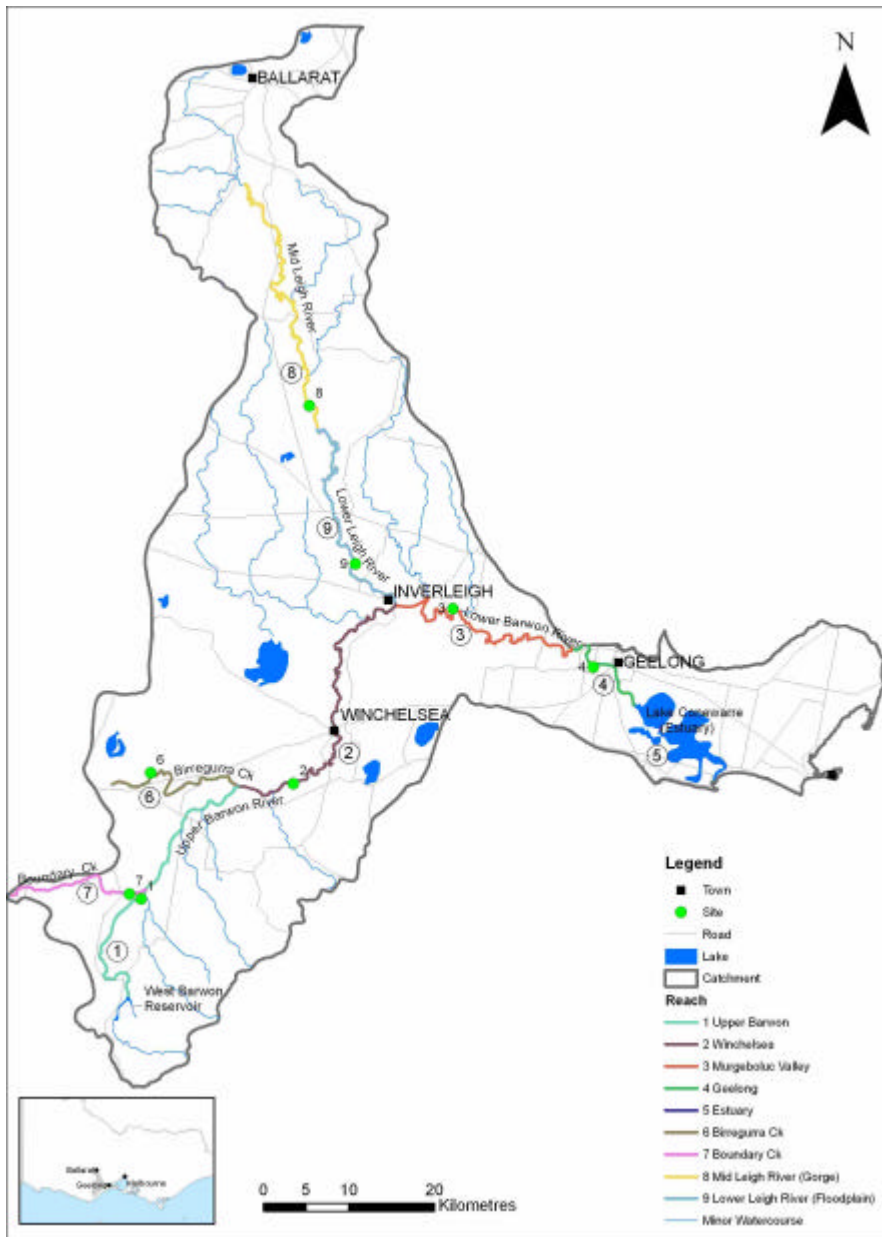 N
BALLARAT
Mid Leigh River
8
8
Lower Leigh River
9
9
INVERLEIGH
3
Lower Barwon River
3
GEELONG
4
4
WINCHELSEA
Lake Connewarre
(Estuary)
5
2
2
6
Birregurra Ck
6
Upper Barwon River
Boundary Ck
7
7
1
1
West Barwon
Reservoir
Legend
Town
Site
Road
Lake
Catchment
Reach
1 Upper Barwon
2 Winchelsea
3 Murgeboluc Valley
4 Geelong
5 Estuary
6 Birregurra Ck
7 Boundary Ck
8 Mid Leigh River (Gorge)
9 Lower Leigh River (Floodplain)
Minor Watercourse
Ballarat
Geelong
Melbourne
0 5 10 20
Kilometres